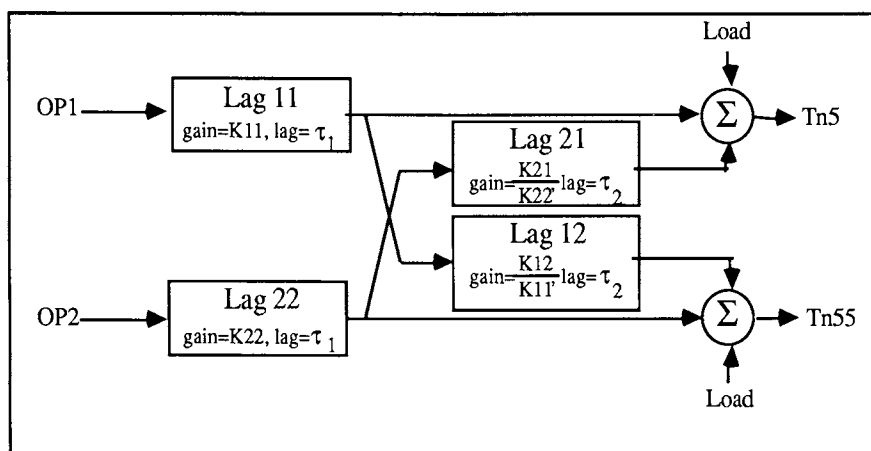 Load
OP1
Lag 11
gain=K11, lag= τ1
Σ
Tn5
Lag 21
gain=K21/K22, lag=τ2
Lag 12
gain=K12/K11, lag=τ2
OP2
Lag 22
gain=K22, lag=τ1
Σ
Tn55
Load